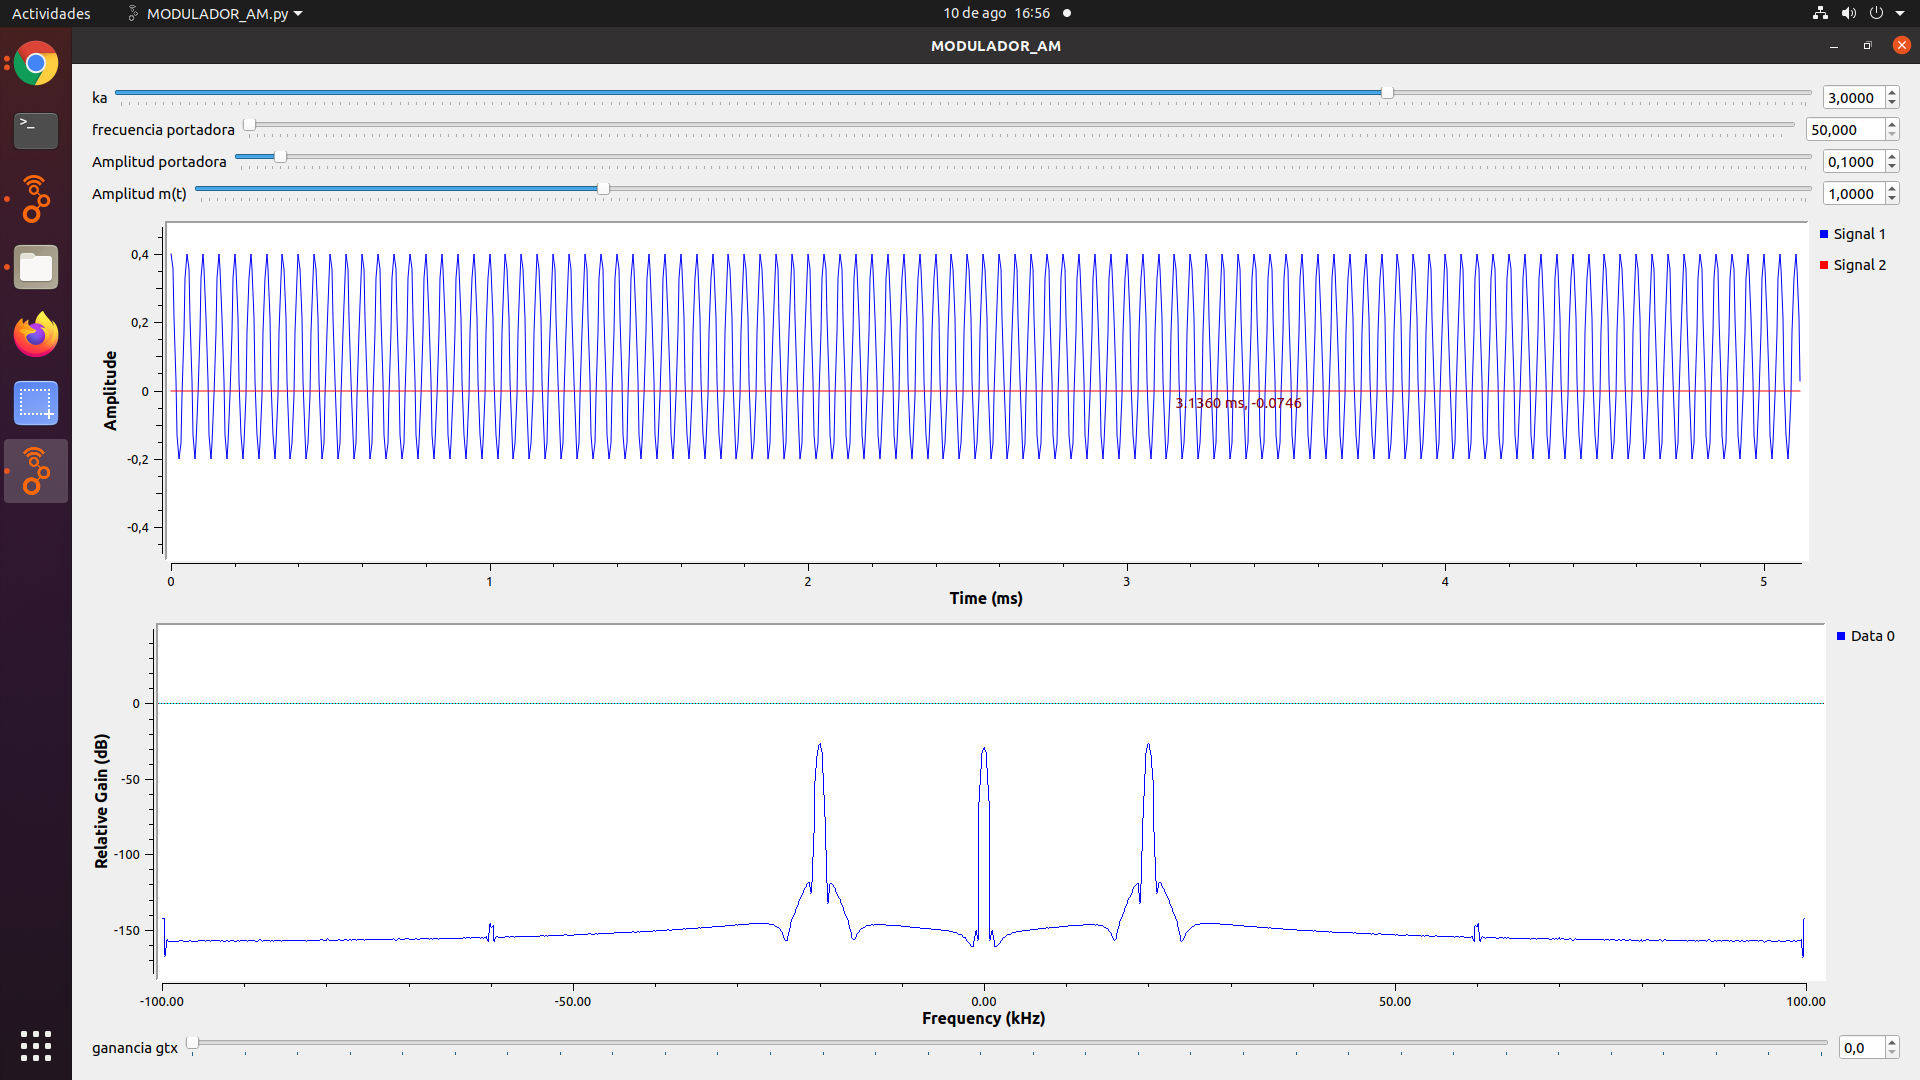 Actividades MODULADOR_AM.py 10 de ago 16:56
MODULADOR_AM
ka 3,0000
frecuencia portadora 50,000
Amplitud portadora 0,1000
Amplitud m(t) 1,0000
Signal 1
Signal 2
0,4
0,2
0
-0,2
-0,4
Amplitude
3.1360 ms, -0.0746
0 1 2 3 4 5
Time (ms)
Data 0
0
-50
-100
-150
Relative Gain (dB)
-100.00 -50.00 0.00 50.00 100.00
Frequency (kHz)
ganancia gtx 0,0